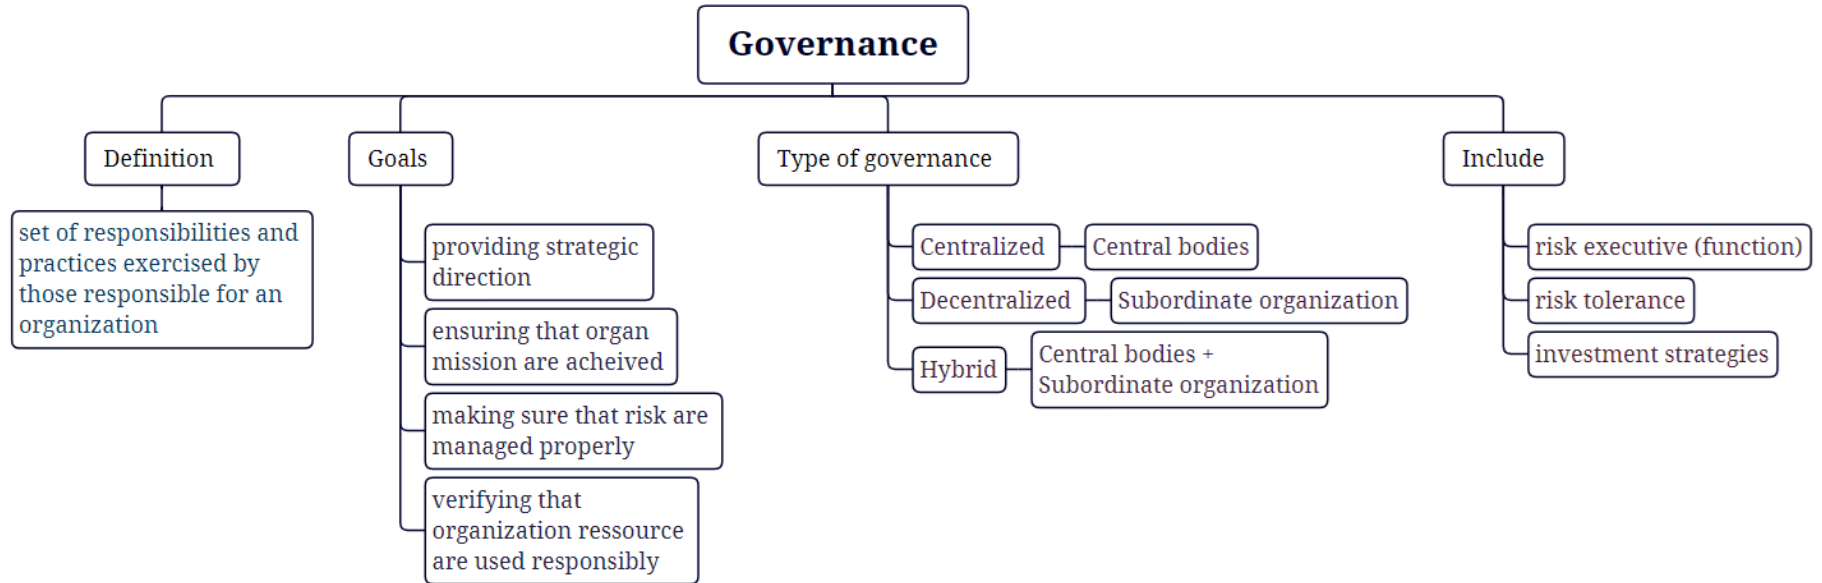 Governance
Definition
set of responsibilities and
practices exercised by
those responsible for an
organization
Goals
providing strategic
direction
ensuring that organ
mission are acheived
making sure that risk are
managed properly
verifying that
organization ressource
are used responsibly
Type of governance
Centralized
Central bodies
Decentralized
Subordinate organization
Hybrid
Central bodies +
Subordinate organization
Include
risk executive (function)
risk tolerance
investment strategies